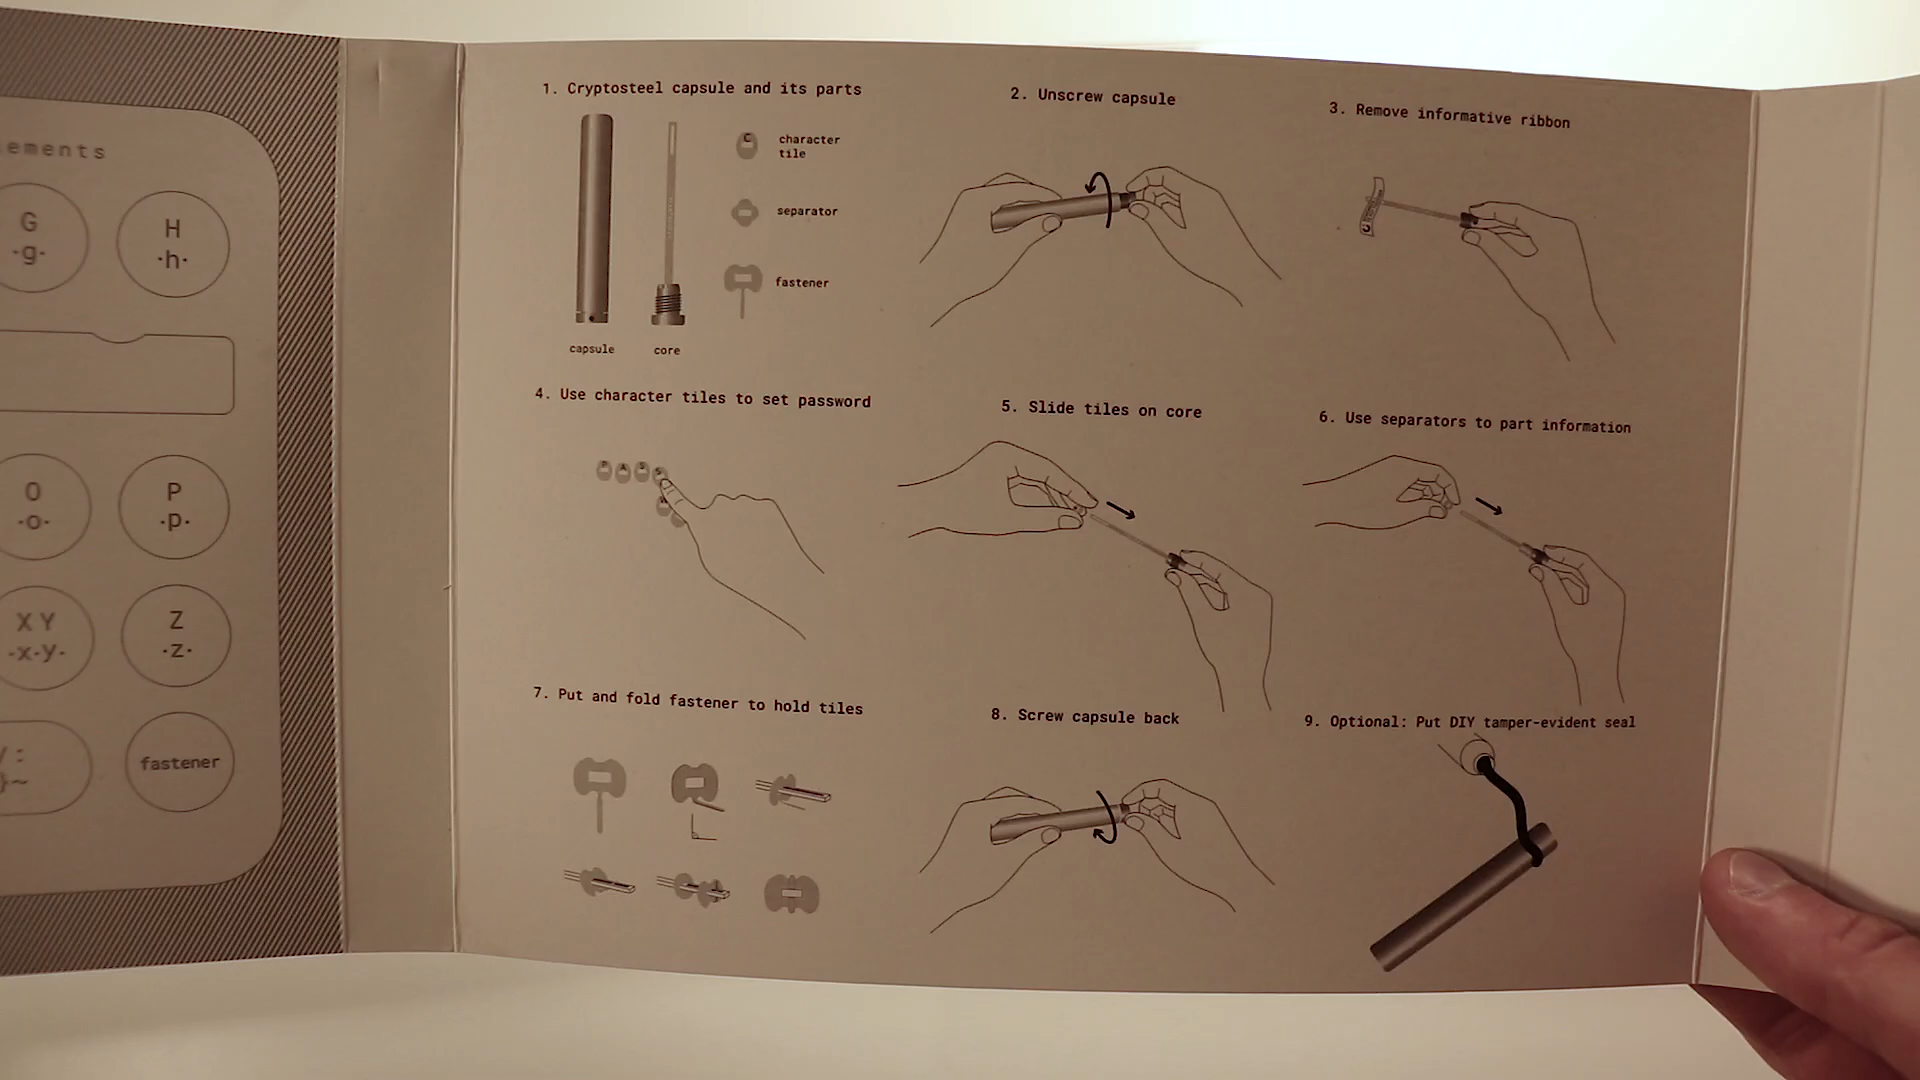 ements
G
·g·
H
·h·
O
·o·
P
·p·
X Y
·x·y·
Z
·z·
/ :
}~
fastener
1. Cryptosteel capsule and its parts
C
character
tile
separator
fastener
capsule
core
2. Unscrew capsule
3. Remove informative ribbon
4. Use character tiles to set password
P A S S
5. Slide tiles on core
6. Use separators to part information
7. Put and fold fastener to hold tiles
8. Screw capsule back
9. Optional: Put DIY tamper-evident seal